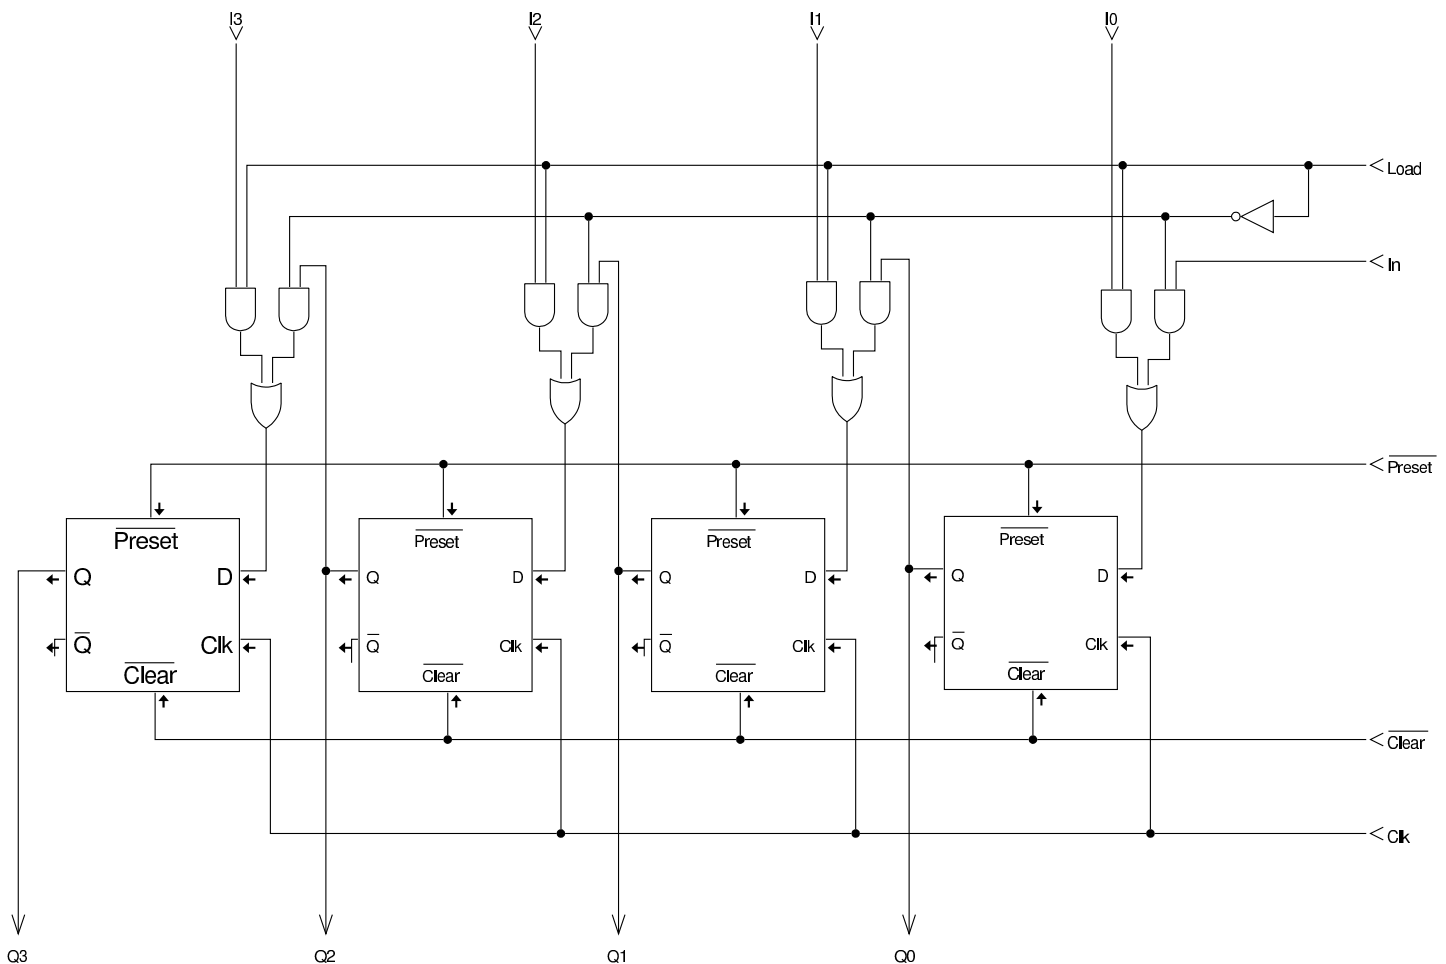 I3 I2 I1 I0
Load
In
Preset
Preset Preset Preset Preset
Q D Q D Q D Q D
Q Clk Q Clk Q Clk Q Clk
Clear Clear Clear Clear
Clear
Clk
Q3 Q2 Q1 Q0